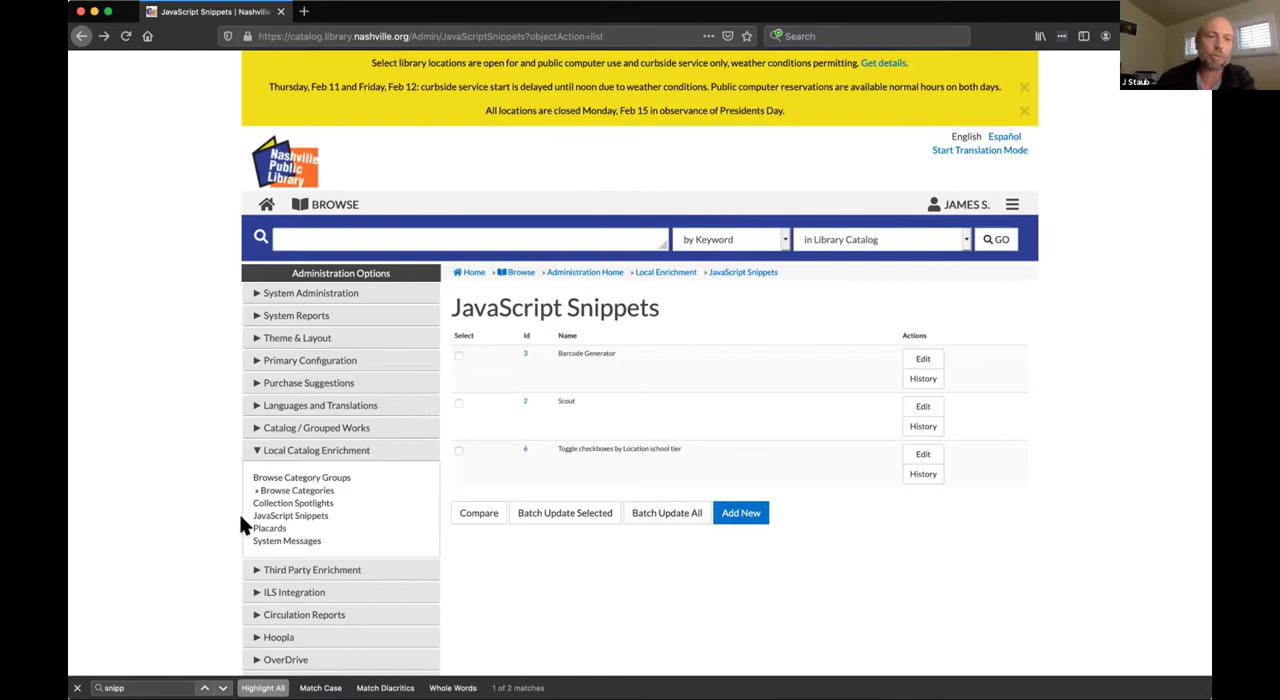 JavaScript Snippets | Nashville
https://catalog.library.nashville.org/Admin/JavaScriptSnippets?objectAction=list
Search
J Staub
Select library locations are open for and public computer use and curbside service only, weather conditions permitting. Get details.
Thursday, Feb 11 and Friday, Feb 12: curbside service start is delayed until noon due to weather conditions. Public computer reservations are available normal hours on both days.
All locations are closed Monday, Feb 15 in observance of Presidents Day.
English Español
Start Translation Mode
Nashville
Public
Library
BROWSE
JAMES S.
by Keyword
in Library Catalog
GO
Administration Options
System Administration
System Reports
Theme & Layout
Primary Configuration
Purchase Suggestions
Languages and Translations
Catalog / Grouped Works
Local Catalog Enrichment
Browse Category Groups
» Browse Categories
Collection Spotlights
JavaScript Snippets
Placards
System Messages
Third Party Enrichment
ILS Integration
Circulation Reports
Hoopla
OverDrive
Home » Browse » Administration Home » Local Enrichment » JavaScript Snippets
JavaScript Snippets
Select Id Name Actions
3 Barcode Generator Edit
History
2 Scout Edit
History
6 Toggle checkboxes by Location school tier Edit
History
Compare Batch Update Selected Batch Update All Add New
snipp Highlight All Match Case Match Diacritics Whole Words 1 of 2 matches